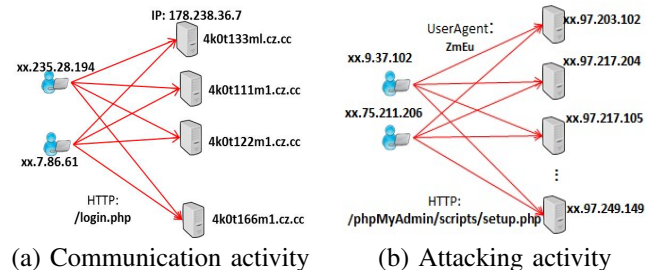 IP: 178.238.36.7
4k0t133ml.cz.cc
xx.235.28.194
4k0t111m1.cz.cc
4k0t122m1.cz.cc
xx.7.86.61
HTTP:
/login.php
4k0t166m1.cz.cc
(a) Communication activity
UserAgent:
ZmEu
xx.97.203.102
xx.9.37.102
xx.97.217.204
xx.75.211.206
xx.97.217.105
...
HTTP:
/phpMyAdmin/scripts/setup.php
xx.97.249.149
(b) Attacking activity